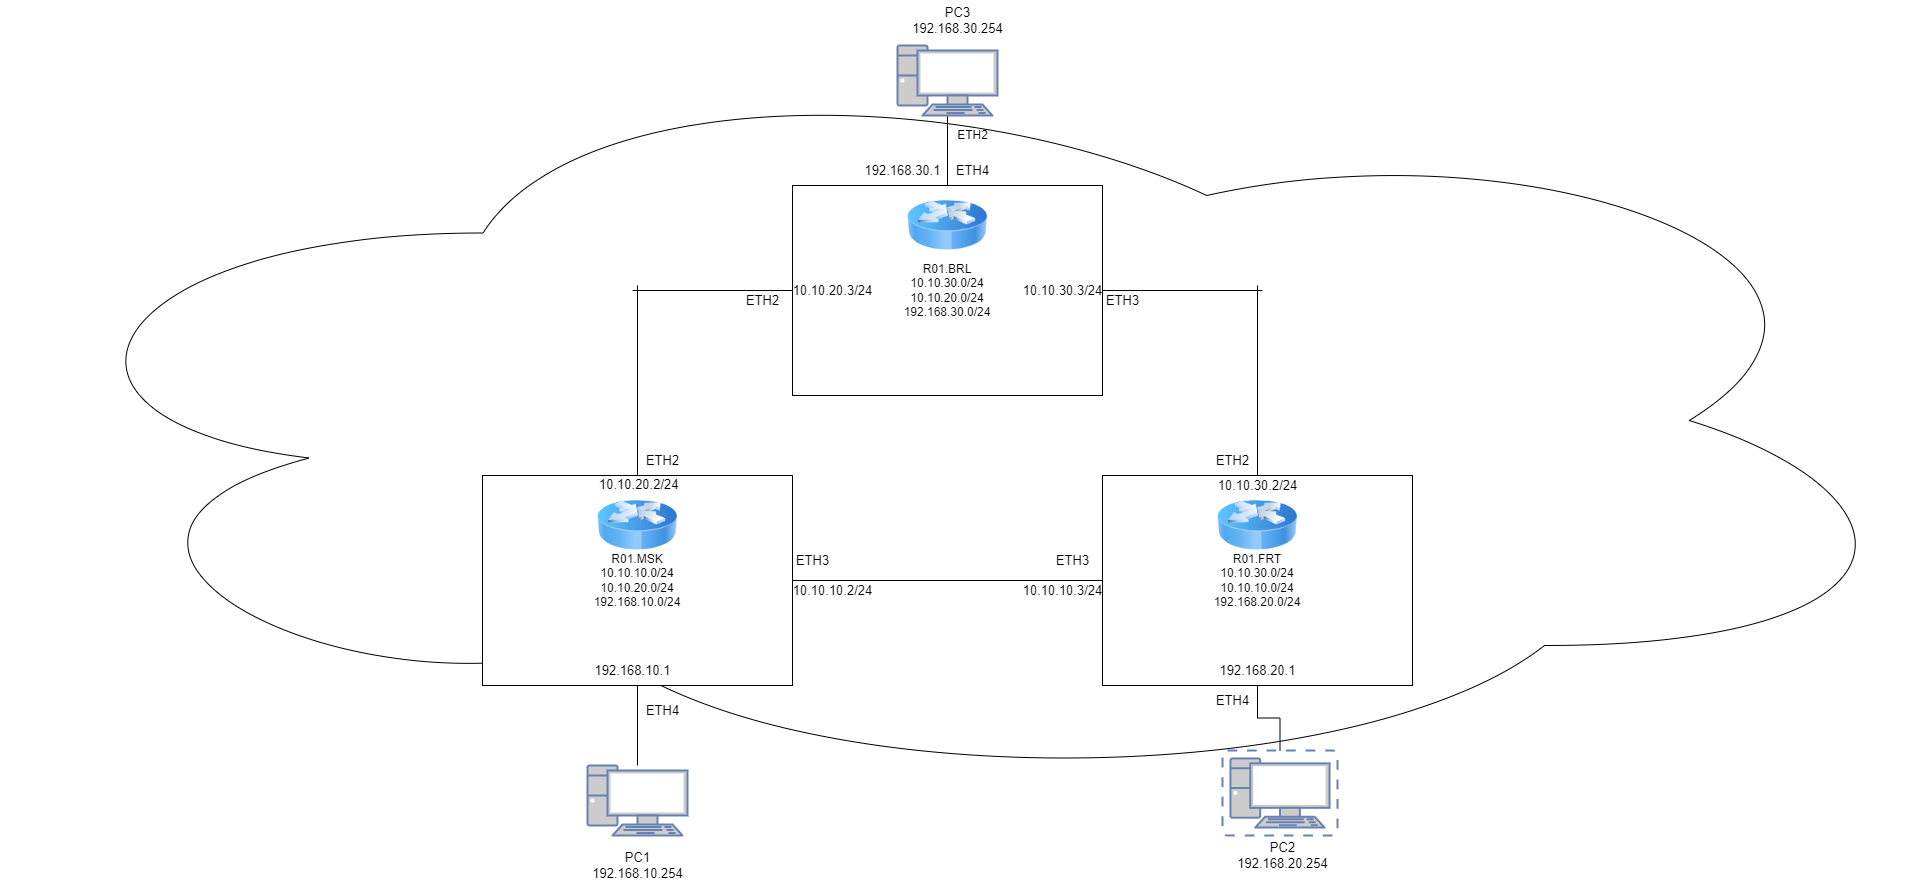 PC3
192.168.30.254
ETH2
192.168.30.1
ETH4
R01.BRL
10.10.30.0/24
10.10.20.0/24
192.168.30.0/24
10.10.20.3/24
10.10.30.3/24
ETH2
ETH3
ETH2
10.10.20.2/24
R01.MSK
10.10.10.0/24
10.10.20.0/24
192.168.10.0/24
ETH3
10.10.10.2/24
192.168.10.1
ETH4
PC1
192.168.10.254
ETH2
10.10.30.2/24
R01.FRT
10.10.30.0/24
10.10.10.0/24
192.168.20.0/24
ETH3
10.10.10.3/24
192.168.20.1
ETH4
PC2
192.168.20.254